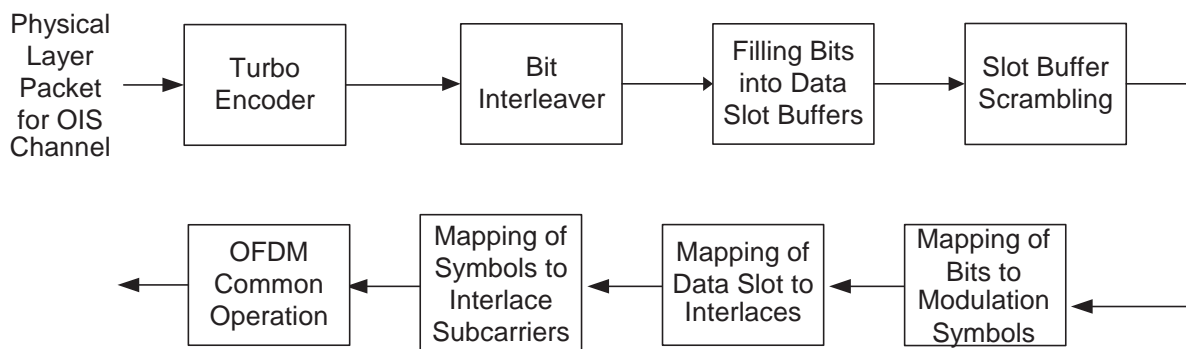 Physical
Layer
Packet
for OIS
Channel
Turbo
Encoder
Bit
Interleaver
Filling Bits
into Data
Slot Buffers
Slot Buffer
Scrambling
OFDM
Common
Operation
Mapping of
Symbols to
Interlace
Subcarriers
Mapping of
Data Slot to
Interlaces
Mapping of
Bits to
Modulation
Symbols